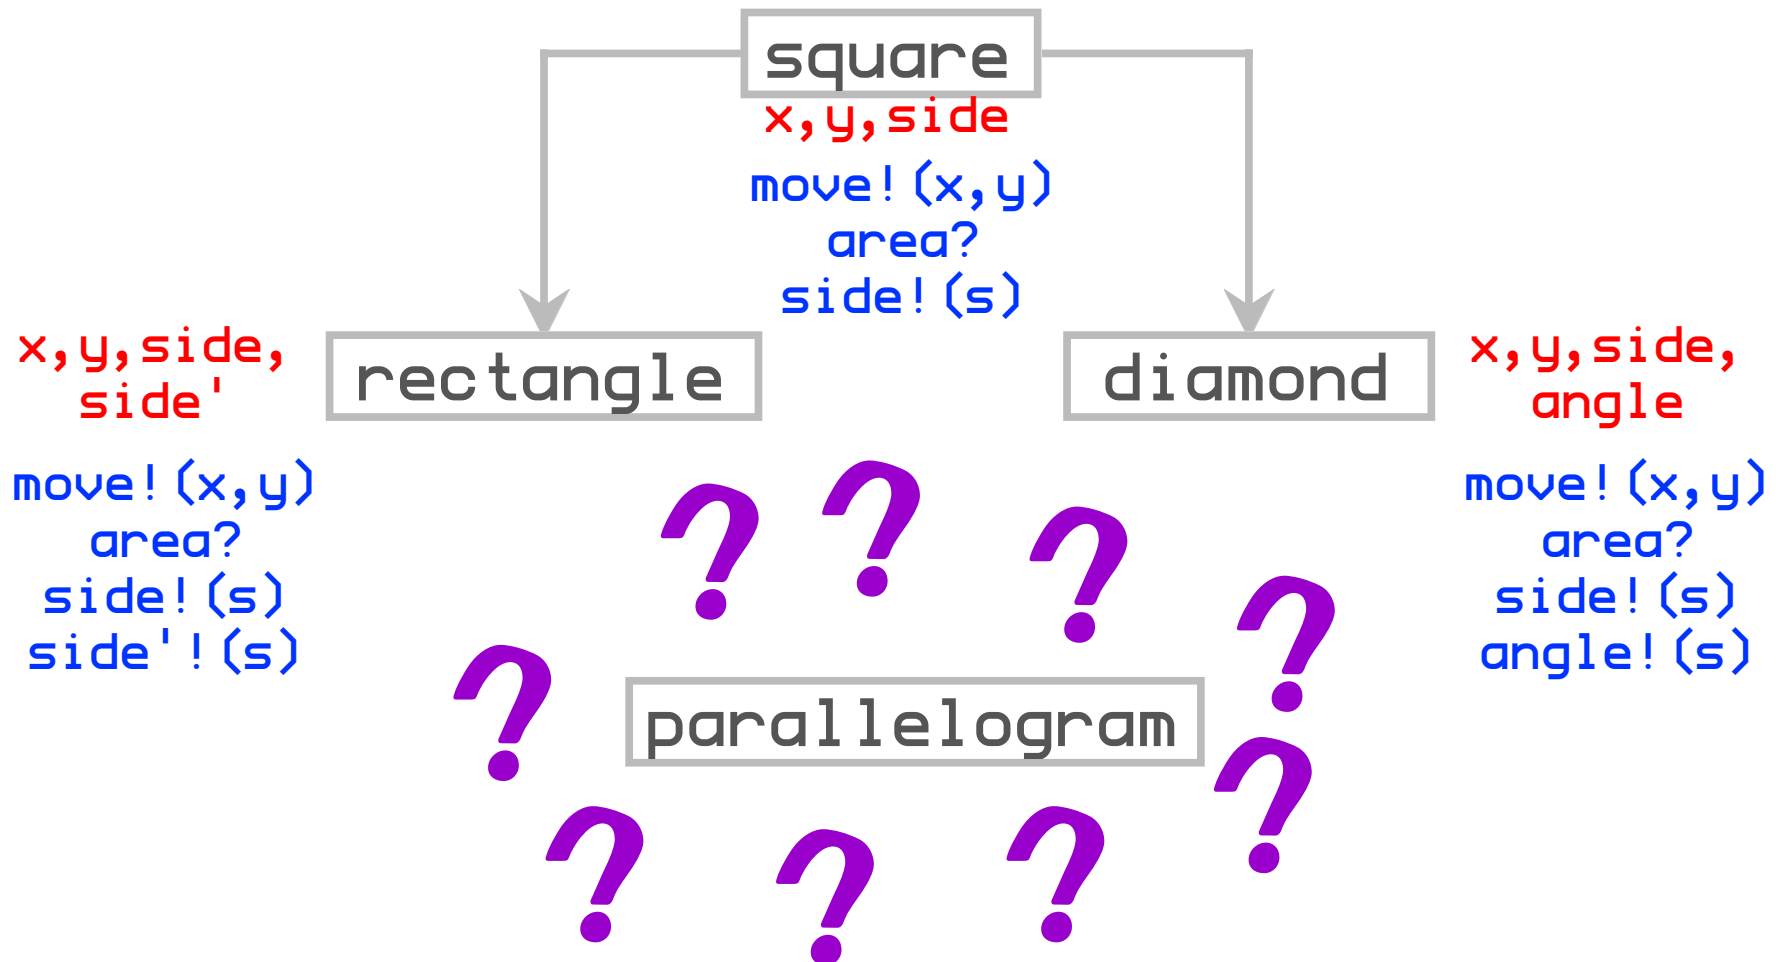 square
x,y,side
move!(x,y)
area?
side!(s)
x,y,side,
side'
rectangle
move!(x,y)
area?
side!(s)
side'!(s)
diamond
x,y,side,
angle
move!(x,y)
area?
side!(s)
angle!(s)
? ? ? ?
?
parallelogram
?
? ? ?